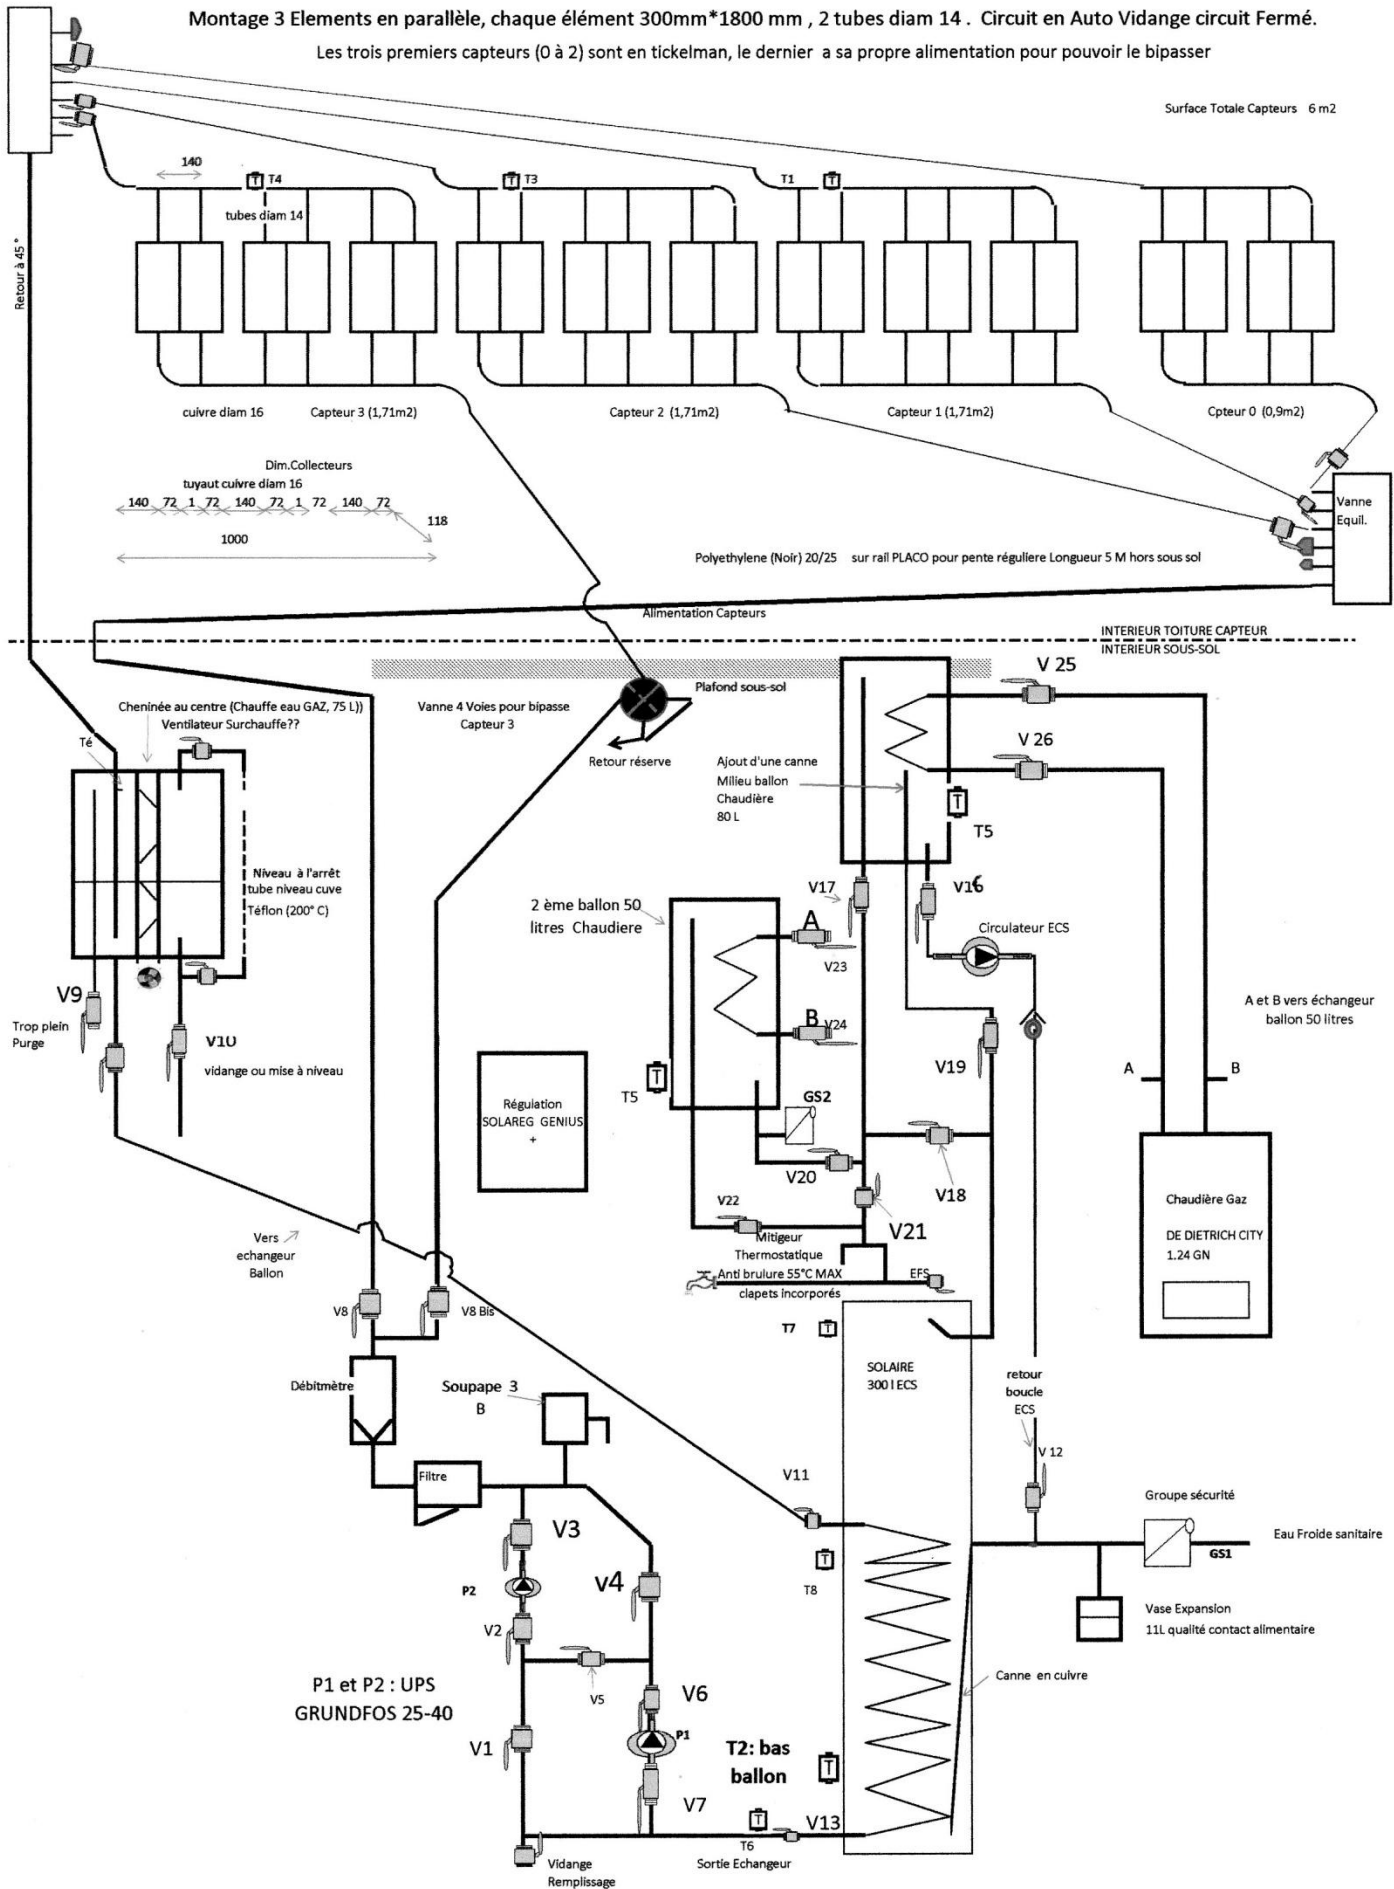 Montage 3 Elements en parallèle, chaque élément 300mm*1800 mm , 2 tubes diam 14 . Circuit en Auto Vidange circuit Fermé.
Les trois premiers capteurs (0 à 2) sont en tickelman, le dernier a sa propre alimentation pour pouvoir le bipasser
Surface Totale Capteurs 6 m2
140
T
T4
T
T3
T1
T
tubes diam 14
Retour à 45 °
cuivre diam 16
Capteur 3 (1,71m2)
Capteur 2 (1,71m2)
Capteur 1 (1,71m2)
Cpteur 0 (0,9m2)
Dim.Collecteurs
tuyaut cuivre diam 16
140 72 1 72 140 72 1 72 140 72
118
1000
Vanne
Equil.
Polyethylene (Noir) 20/25 sur rail PLACO pour pente réguliere Longueur 5 M hors sous sol
Alimentation Capteurs
INTERIEUR TOITURE CAPTEUR
INTERIEUR SOUS-SOL
V 25
Plafond sous-sol
Cheninée au centre (Chauffe eau GAZ, 75 L))
Ventilateur Surchauffe??
Té
Vanne 4 Voies pour bipasse
Capteur 3
Retour réserve
V 26
Ajout d'une canne
Milieu ballon
Chaudière
80 L
T
T5
Niveau à l'arrêt
tube niveau cuve
Téflon (200° C)
V17
V16
2 ème ballon 50
litres Chaudiere
A
V23
Circulateur ECS
V9
Trop plein
Purge
B
V24
A et B vers échangeur
ballon 50 litres
V10
vidange ou mise à niveau
V19
A
B
T
T5
GS2
Régulation
SOLAREG GENIUS
+
V20
V18
V22
V21
Chaudière Gaz
DE DIETRICH CITY
1.24 GN
Vers
echangeur
Ballon
Mitigeur
Thermostatique
Anti brulure 55°C MAX
clapets incorporés
EFS
V8
V8 Bis
T7
T
SOLAIRE
300 l ECS
Débitmètre
Soupape 3
B
retour
boucle
ECS
V 12
Filtre
V11
Groupe sécurité
Eau Froide sanitaire
GS1
V3
T
T8
P2
V4
V2
Vase Expansion
11L qualité contact alimentaire
V5
Canne en cuivre
P1 et P2 : UPS
GRUNDFOS 25-40
V6
V1
P1
T2: bas
ballon
T
V7
T
V13
T6
Sortie Echangeur
Vidange
Remplissage